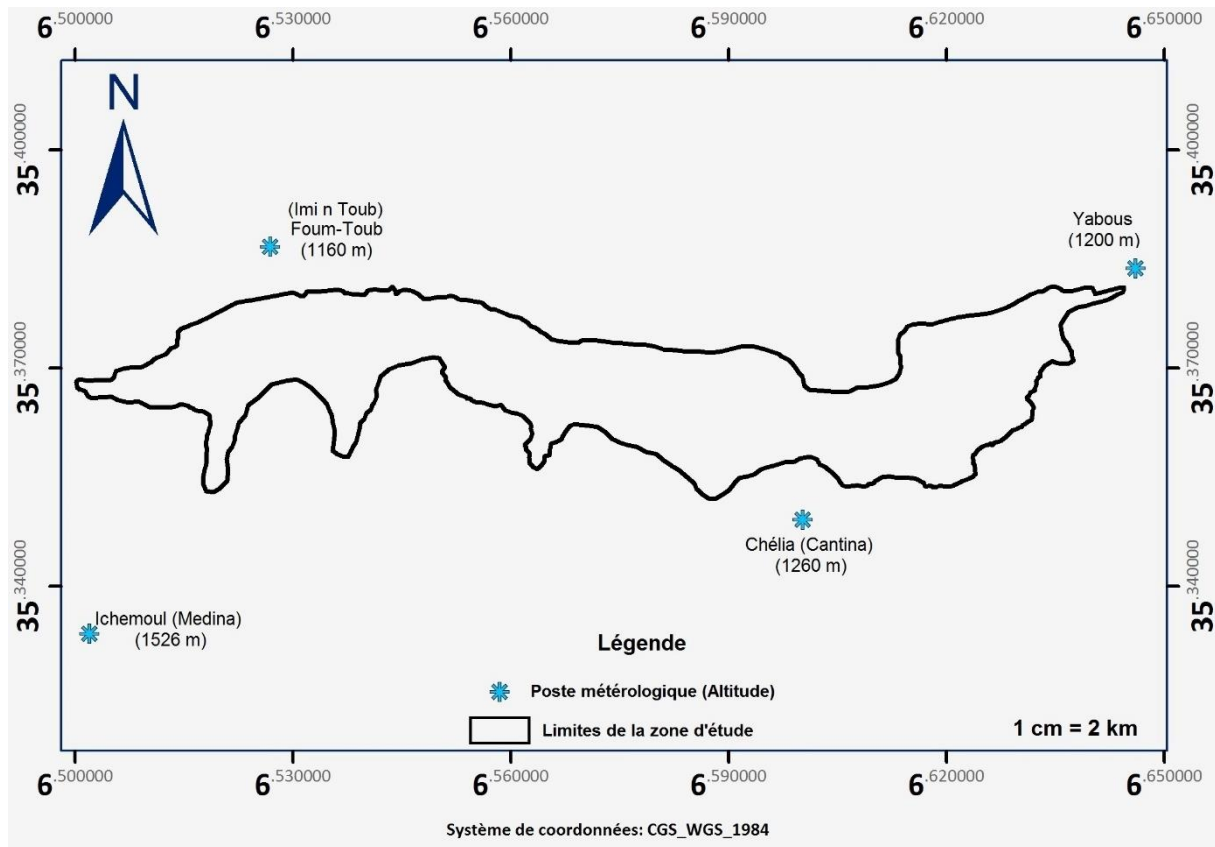 6.500000 6.530000 6.560000 6.590000 6.620000 6.650000
N
35.400000
35.400000
(Imi n Toub)
Foum-Toub
(1160 m)
Yabous
(1200 m)
35.370000
35.370000
Chélia (Cantina)
(1260 m)
35.340000
35.340000
Ichemoul (Medina)
(1526 m)
Légende
Poste métérologique (Altitude)
Limites de la zone d'étude
1 cm = 2 km
6.500000 6.530000 6.560000 6.590000 6.620000 6.650000
Système de coordonnées: CGS_WGS_1984